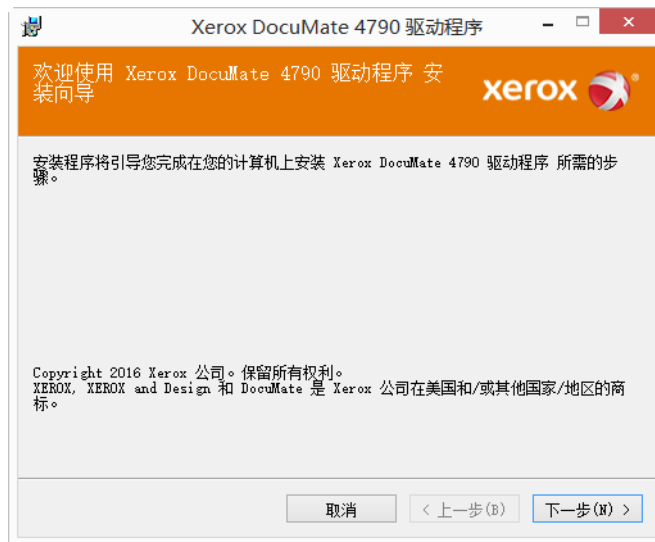 Xerox DocuMate 4790 驱动程序
欢迎使用 Xerox DocuMate 4790 驱动程序 安
装向导
xerox
安装程序将引导您完成在您的计算机上安装 Xerox DocuMate 4790 驱动程序 所需的步
骤。
Copyright 2016 Xerox 公司。保留所有权利。
XEROX, XEROX and Design 和 DocuMate 是 Xerox 公司在美国和/或其他国家/地区的商
标。
取消
< 上一步(B)
下一步(N) >